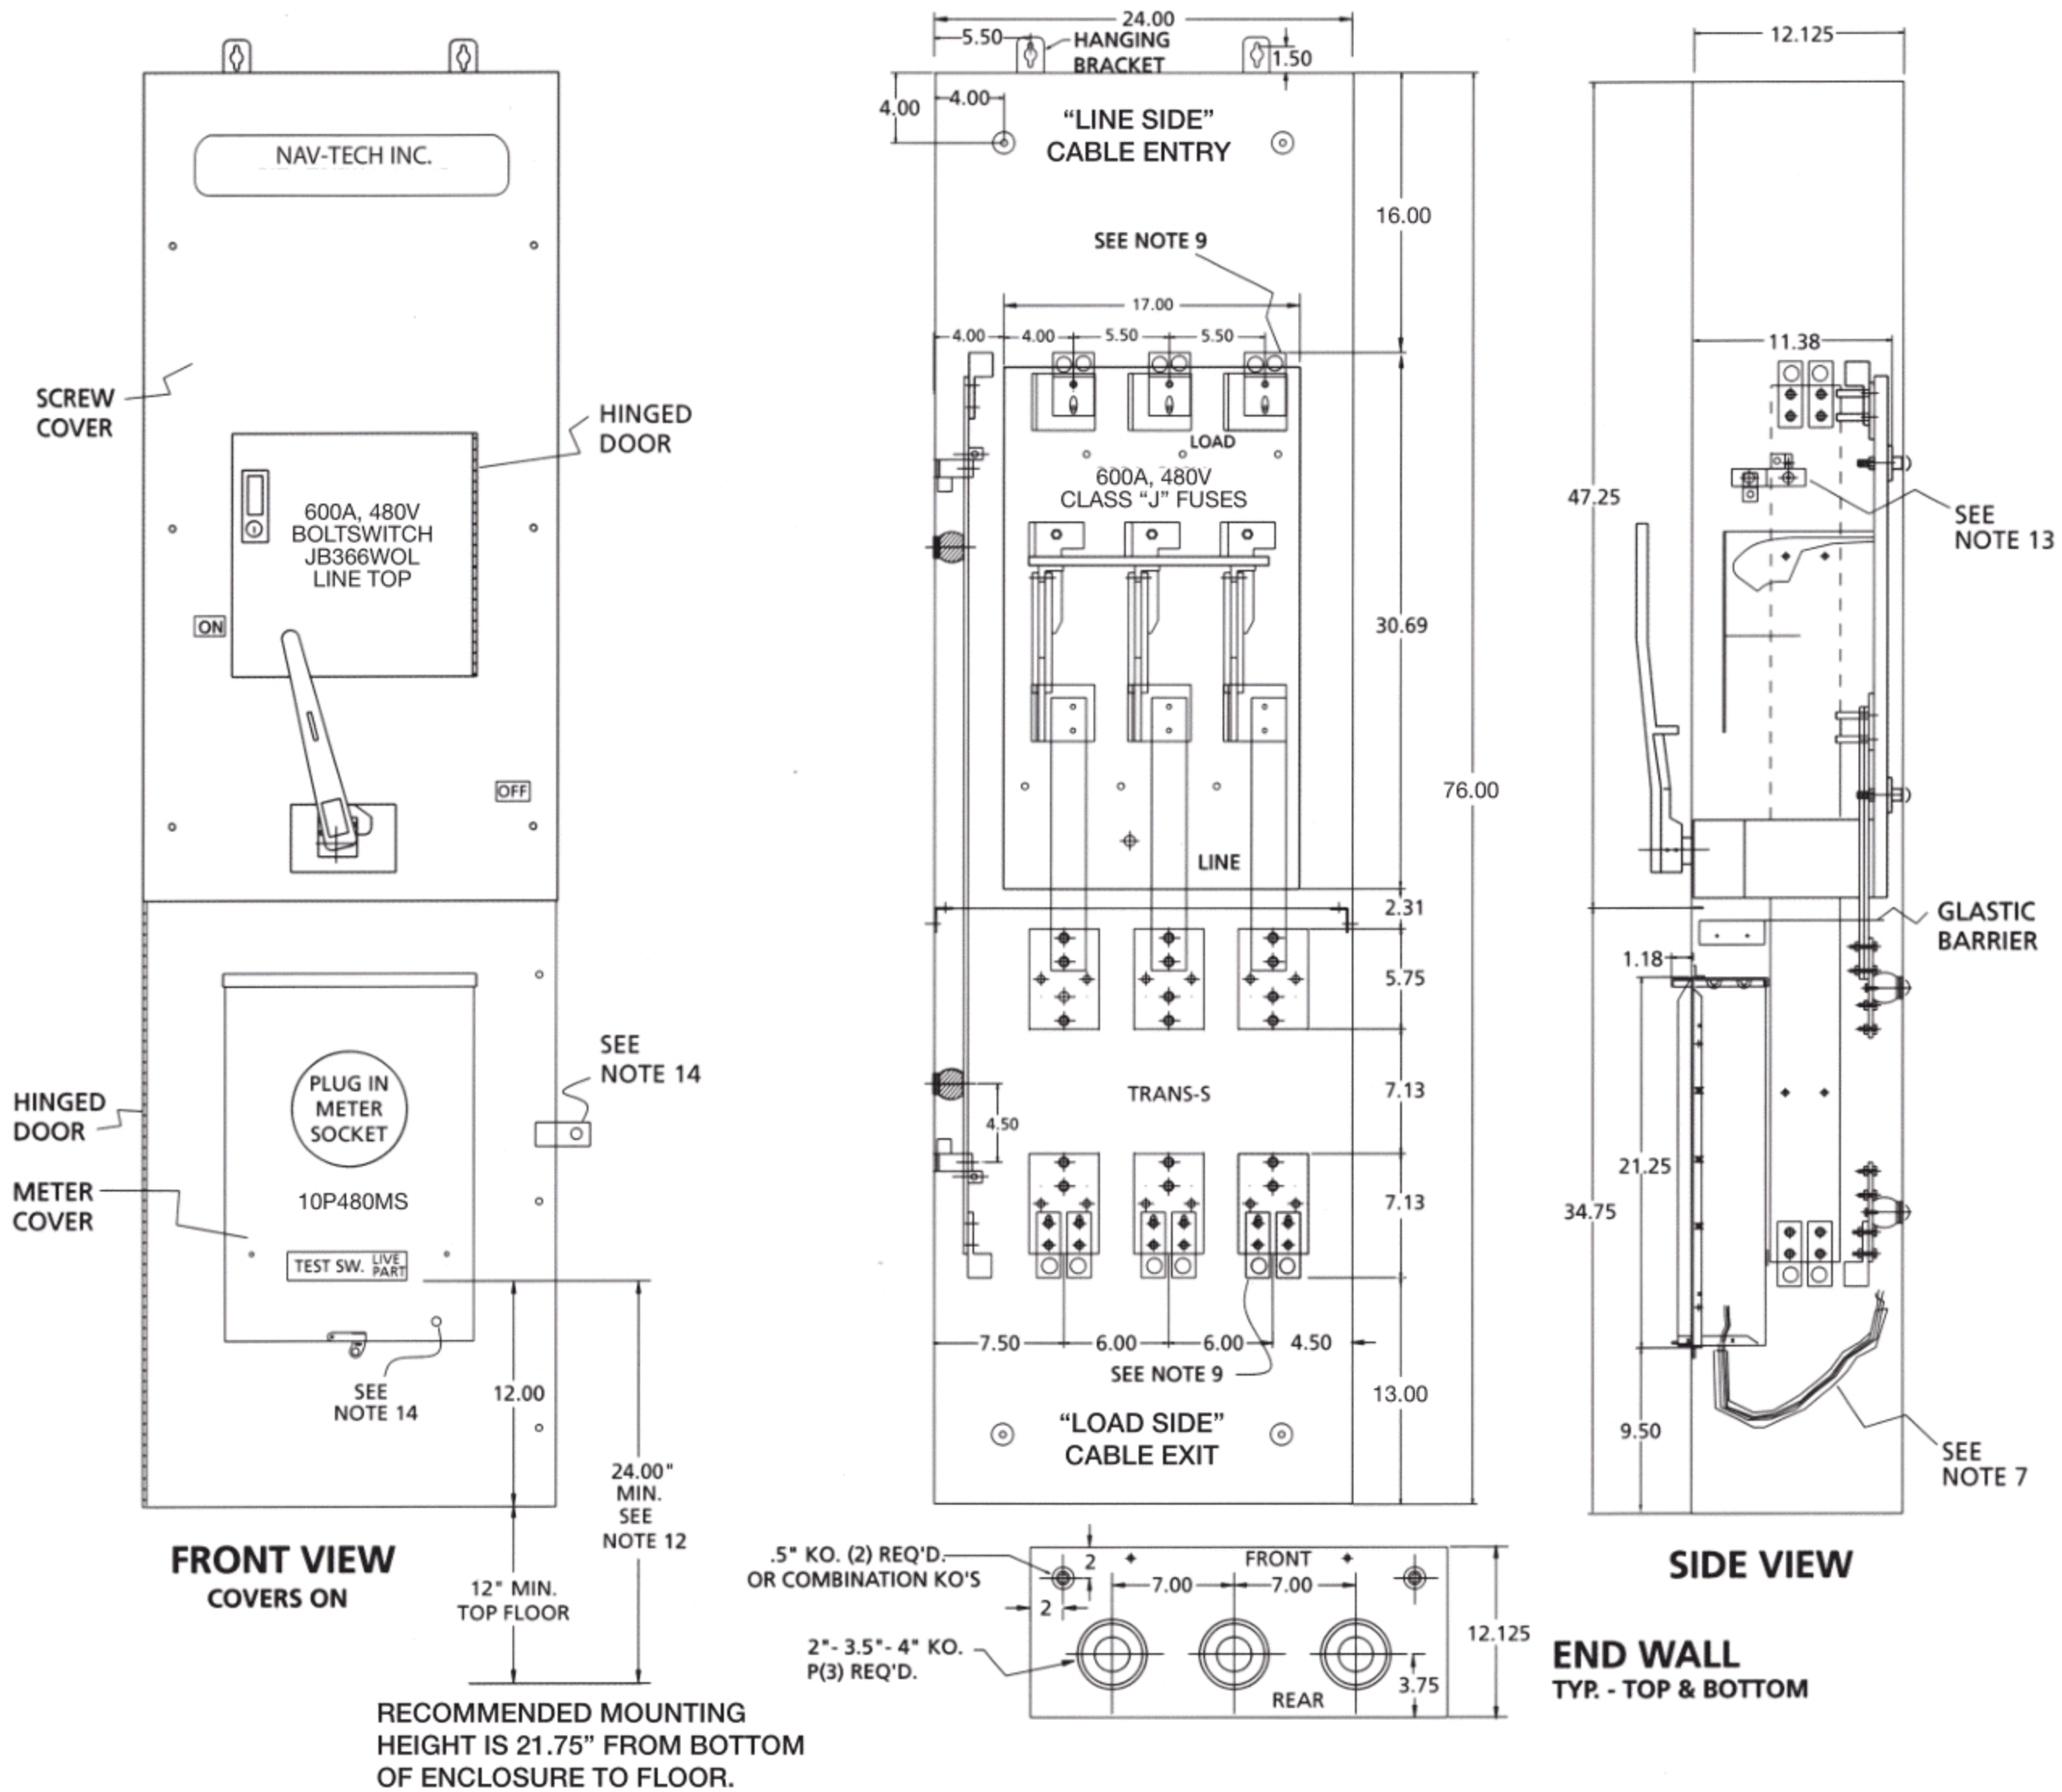 NAV-TECH INC.
SCREW
COVER
HINGED
DOOR
600A, 480V
BOLTSWITCH
JB366WOL
LINE TOP
ON
OFF
HINGED
DOOR
METER
COVER
PLUG IN
METER
SOCKET
10P480MS
TEST SW.
LIVE
PART
SEE
NOTE 14
SEE
NOTE 14
12.00
24.00"
MIN.
SEE
NOTE 12
12" MIN.
TOP FLOOR
FRONT VIEW
COVERS ON
RECOMMENDED MOUNTING
HEIGHT IS 21.75” FROM BOTTOM
OF ENCLOSURE TO FLOOR.
24.00
5.50
HANGING
BRACKET
1.50
4.00
4.00
“LINE SIDE”
CABLE ENTRY
16.00
SEE NOTE 9
17.00
4.00
4.00
5.50
5.50
LOAD
600A, 480V
CLASS “J” FUSES
30.69
76.00
LINE
2.31
5.75
TRANS-S
7.13
4.50
7.13
7.50
6.00
6.00
4.50
SEE NOTE 9
13.00
“LOAD SIDE”
CABLE EXIT
.5" KO. (2) REQ'D.
OR COMBINATION KO'S
2
FRONT
7.00
7.00
2
2"- 3.5"- 4" KO.
P(3) REQ'D.
12.125
3.75
REAR
END WALL
TYP. - TOP & BOTTOM
12.125
11.38
47.25
SEE
NOTE 13
GLASTIC
BARRIER
1.18
21.25
34.75
9.50
SEE
NOTE 7
SIDE VIEW